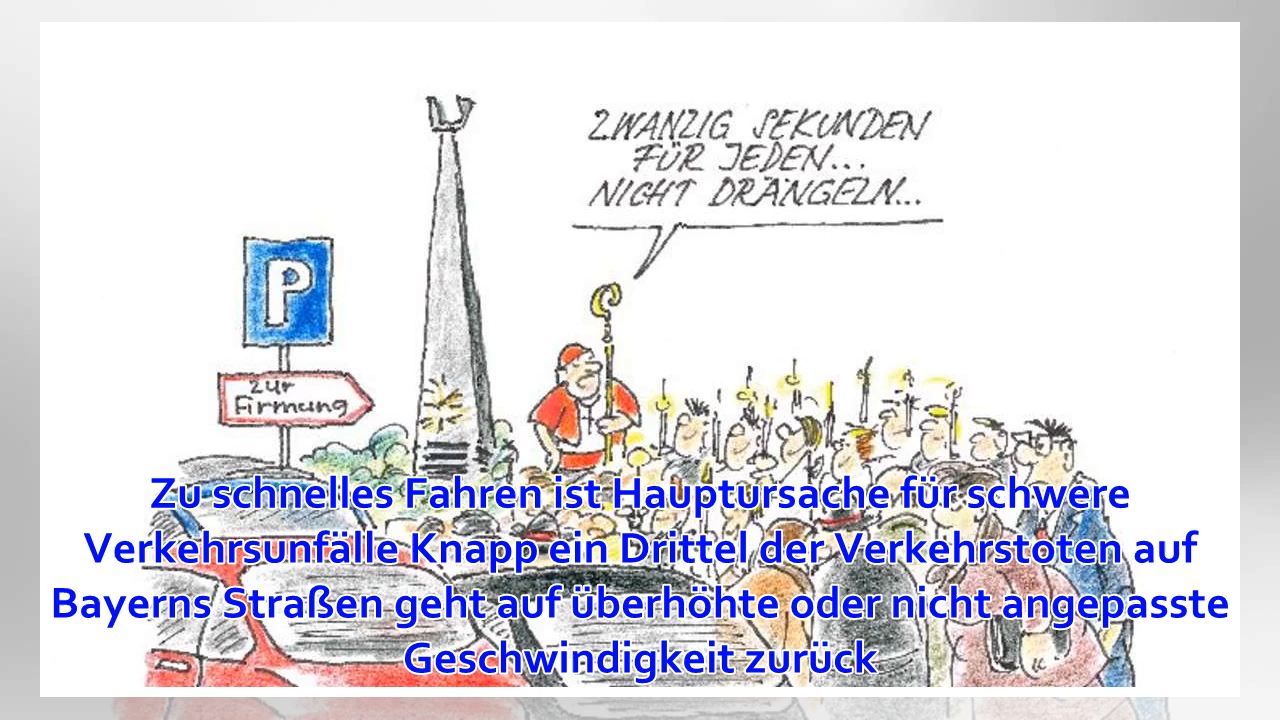 ZWANZIG SEKUNDEN
FÜR JEDEN...
NICHT DRÄNGELN...
P
zur
Firmung
Zu schnelles Fahren ist Hauptursache für schwere
Verkehrsunfälle Knapp ein Drittel der Verkehrstoten auf
Bayerns Straßen geht auf überhöhte oder nicht angepasste
Geschwindigkeit zurück